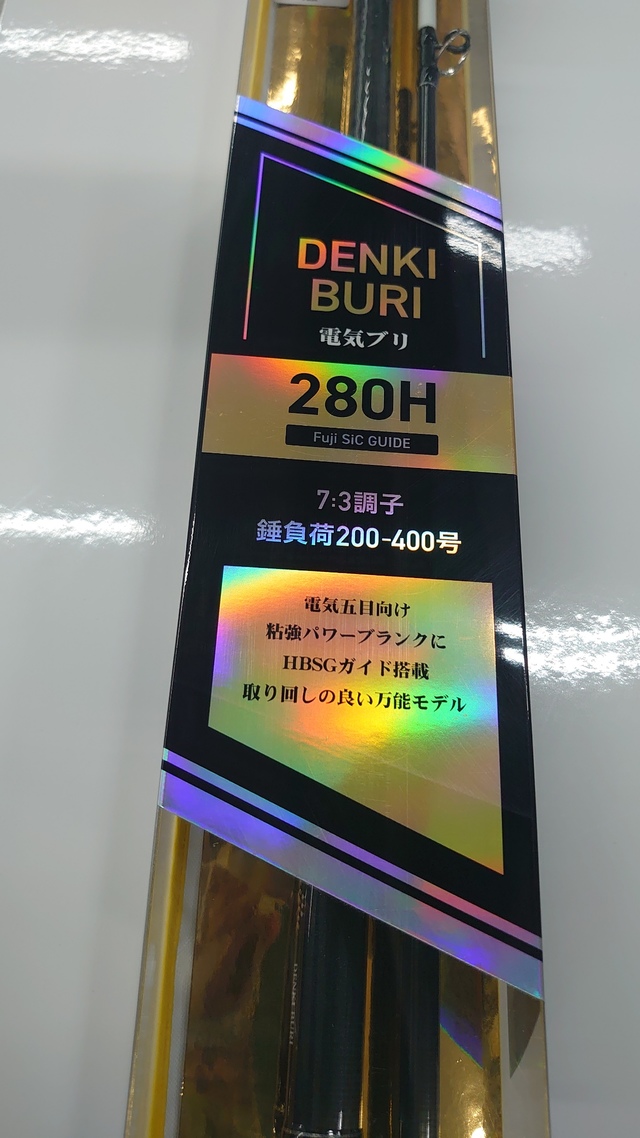 DENKI
BURI
電気ブリ
280H
Fuji SiC GUIDE
7:3調子
錘負荷200-400号
電気五目向け
粘強パワーブランクに
HBSGガイド搭載
取り回しの良い万能モデル
DENKI BURI